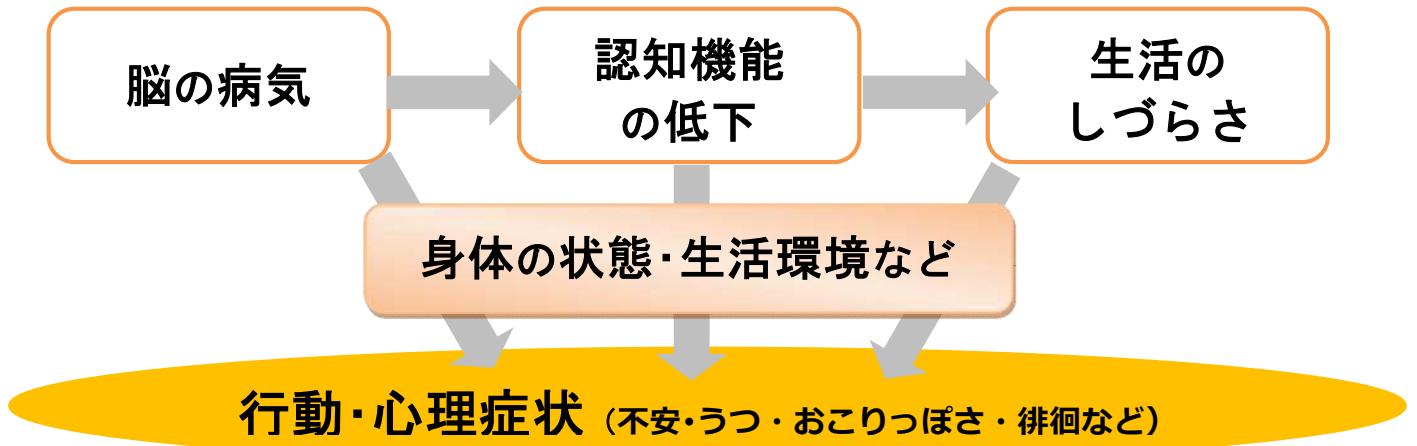 脳の病気
認知機能
の低下
生活の
しづらさ
身体の状態・生活環境など
行動・心理症状（不安・うつ・おこりっぽさ・徘徊など）